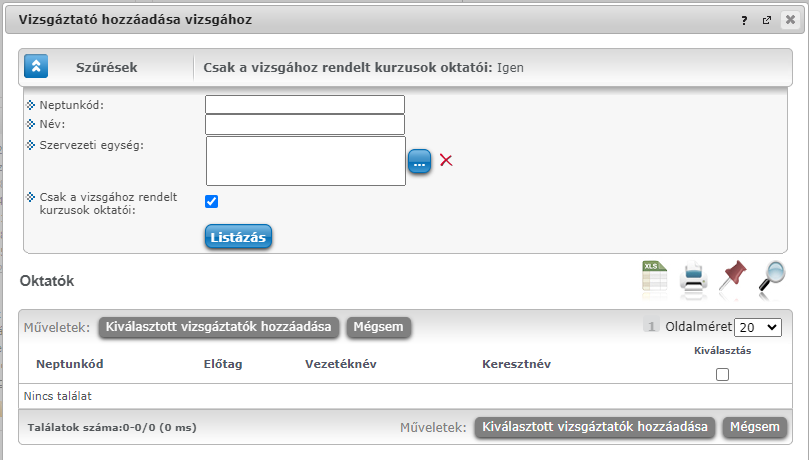 Vizsgáztató hozzáadása vizsgához
?
Szűrések Csak a vizsgához rendelt kurzusok oktatói: Igen
Neptunkód:
Név:
Szervezeti egység:
...
Csak a vizsgához rendelt
kurzusok oktatói:
Listázás
Oktatók
XLS
Műveletek: Kiválasztott vizsgáztatók hozzáadása Mégsem 1 Oldalméret 20
Neptunkód Előtag Vezetéknév Keresztnév Kiválasztás
Nincs találat
Találatok száma:0-0/0 (0 ms) Műveletek: Kiválasztott vizsgáztatók hozzáadása Mégsem